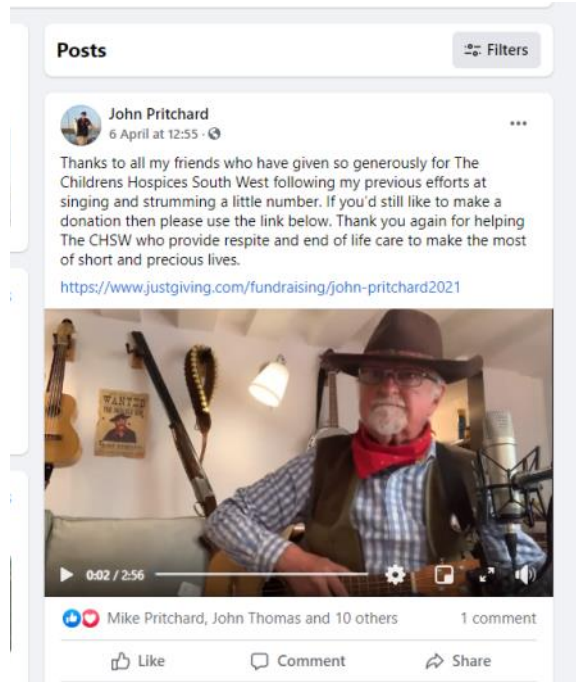 Posts
Filters
John Pritchard
6 April at 12:55 ·
Thanks to all my friends who have given so generously for The
Childrens Hospices South West following my previous efforts at
singing and strumming a little number. If you'd still like to make a
donation then please use the link below. Thank you again for helping
The CHSW who provide respite and end of life care to make the most
of short and precious lives.
https://www.justgiving.com/fundraising/john-pritchard2021
WANTED
0:02 / 2:56
Mike Pritchard, John Thomas and 10 others
1 comment
Like
Comment
Share